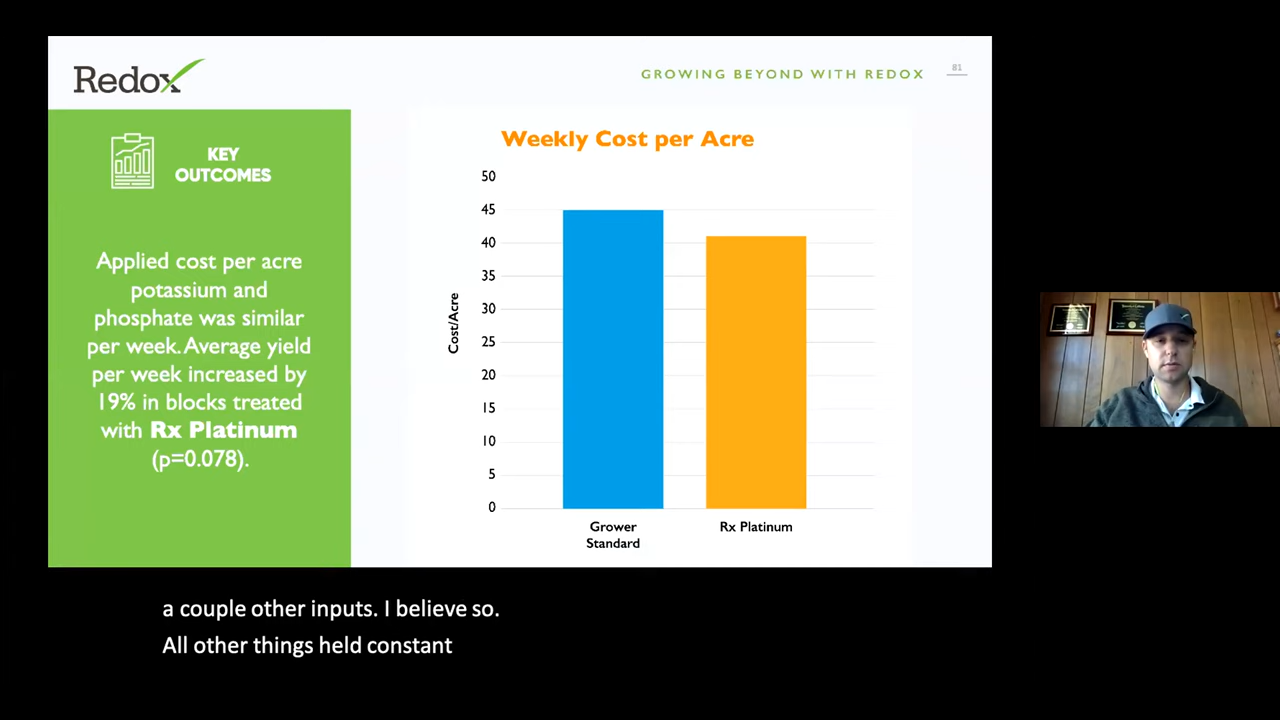 Redox
GROWING BEYOND WITH REDOX
81
KEY
OUTCOMES
Applied cost per acre
potassium and
phosphate was similar
per week. Average yield
per week increased by
19% in blocks treated
with Rx Platinum
(p=0.078).
Weekly Cost per Acre
50
45
40
35
30
25
20
15
10
5
0
Cost/Acre
Grower
Standard
Rx Platinum
a couple other inputs. I believe so.
All other things held constant